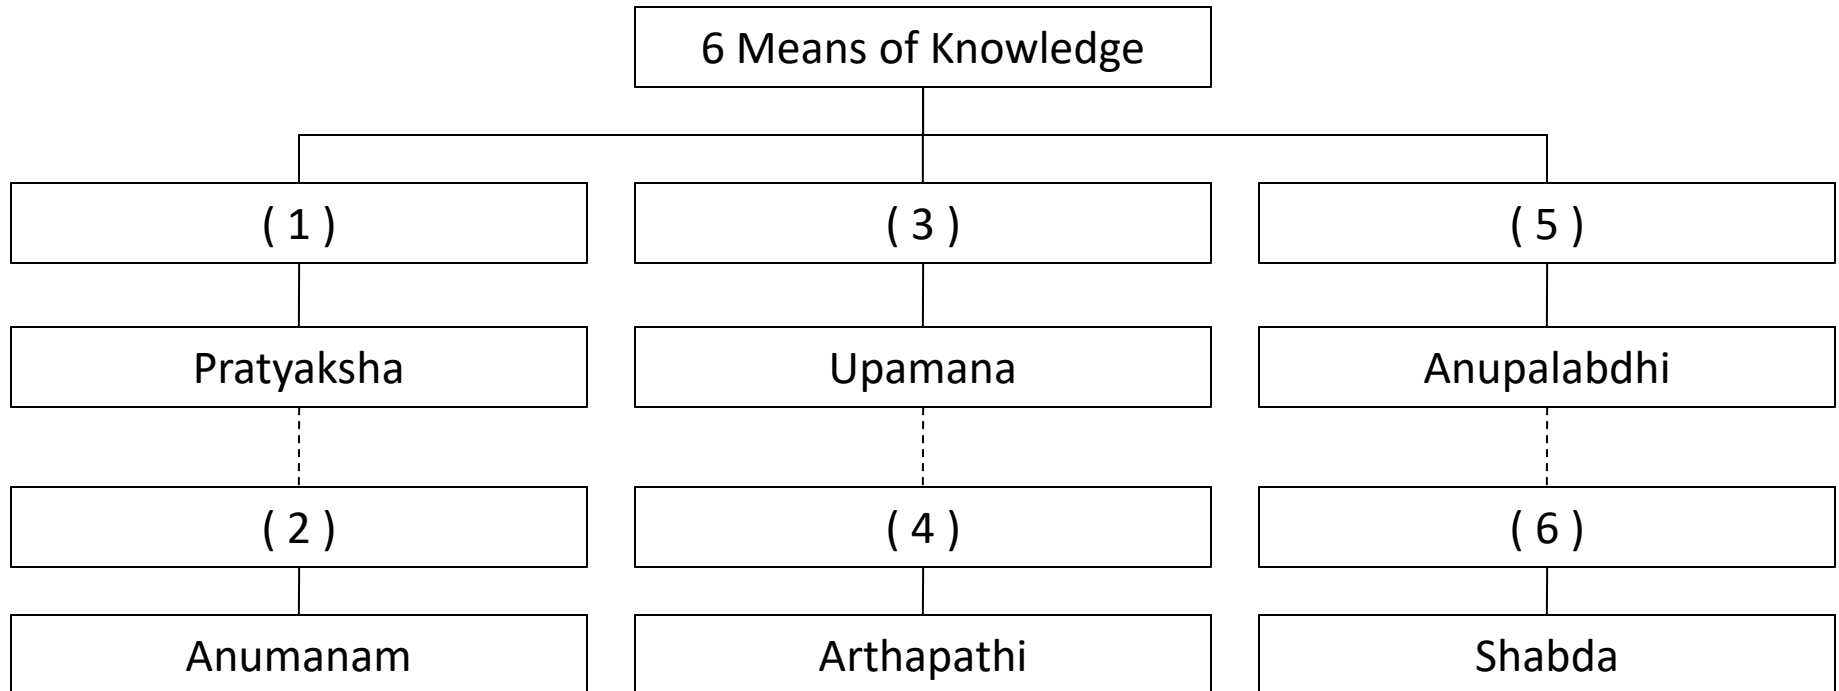 6 Means of Knowledge
( 1 )
( 3 )
( 5 )
Pratyaksha
Upamana
Anupalabdhi
( 2 )
( 4 )
( 6 )
Anumanam
Arthapathi
Shabda